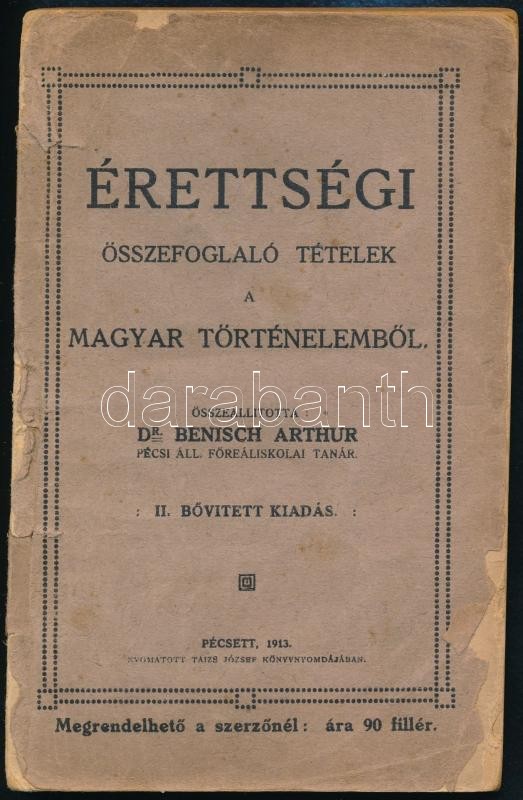 ÉRETTSÉGI
ÖSSZEFOGLALÓ TÉTELEK
A
MAGYAR TÖRTÉNELEMBŐL.
darabanth
ÖSSZEÁLLITOTTA :
DR. BENISCH ARTHUR
PÉCSI ÁLL. FŐREÁLISKOLAI TANÁR.
: II. BŐVITETT KIADÁS. :
PÉCSETT, 1913.
NYOMATOTT TAIZS JÓZSEF KÖNYVNYOMDÁJÁBAN.
Megrendelhető a szerzőnél: ára 90 fillér.